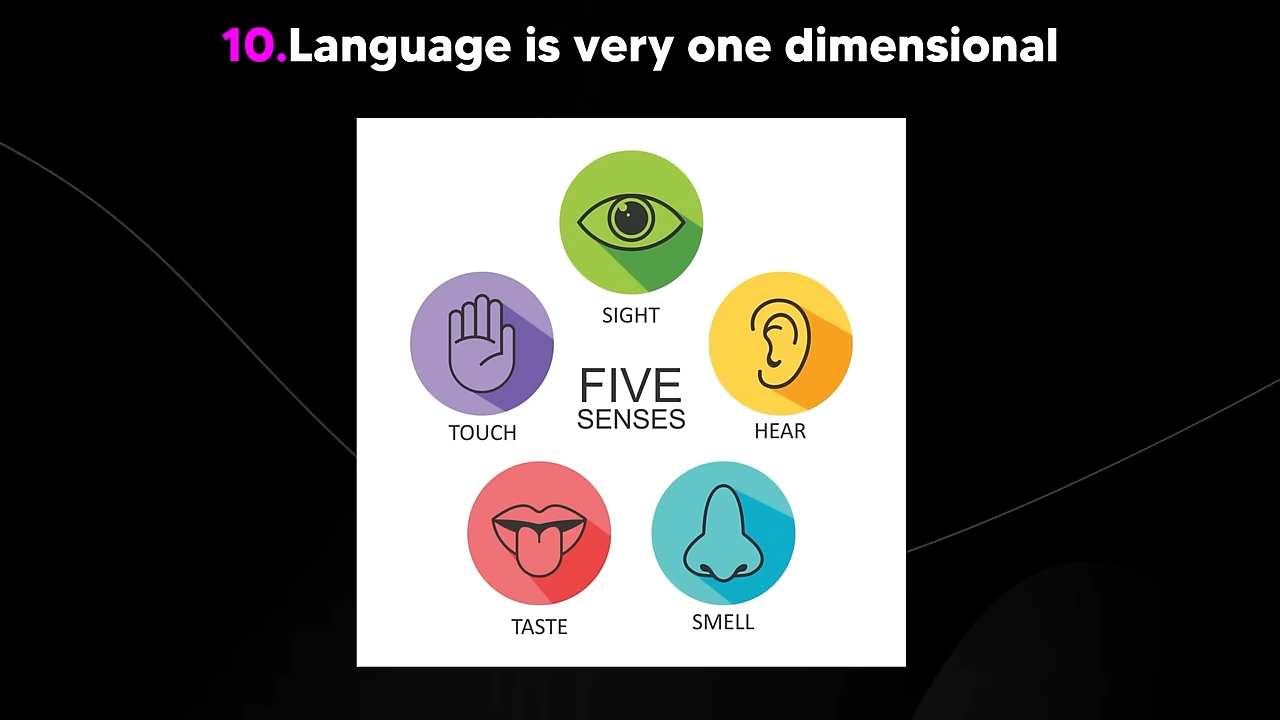 10.Language is very one dimensional
SIGHT
TOUCH
HEAR
FIVE
SENSES
TASTE
SMELL